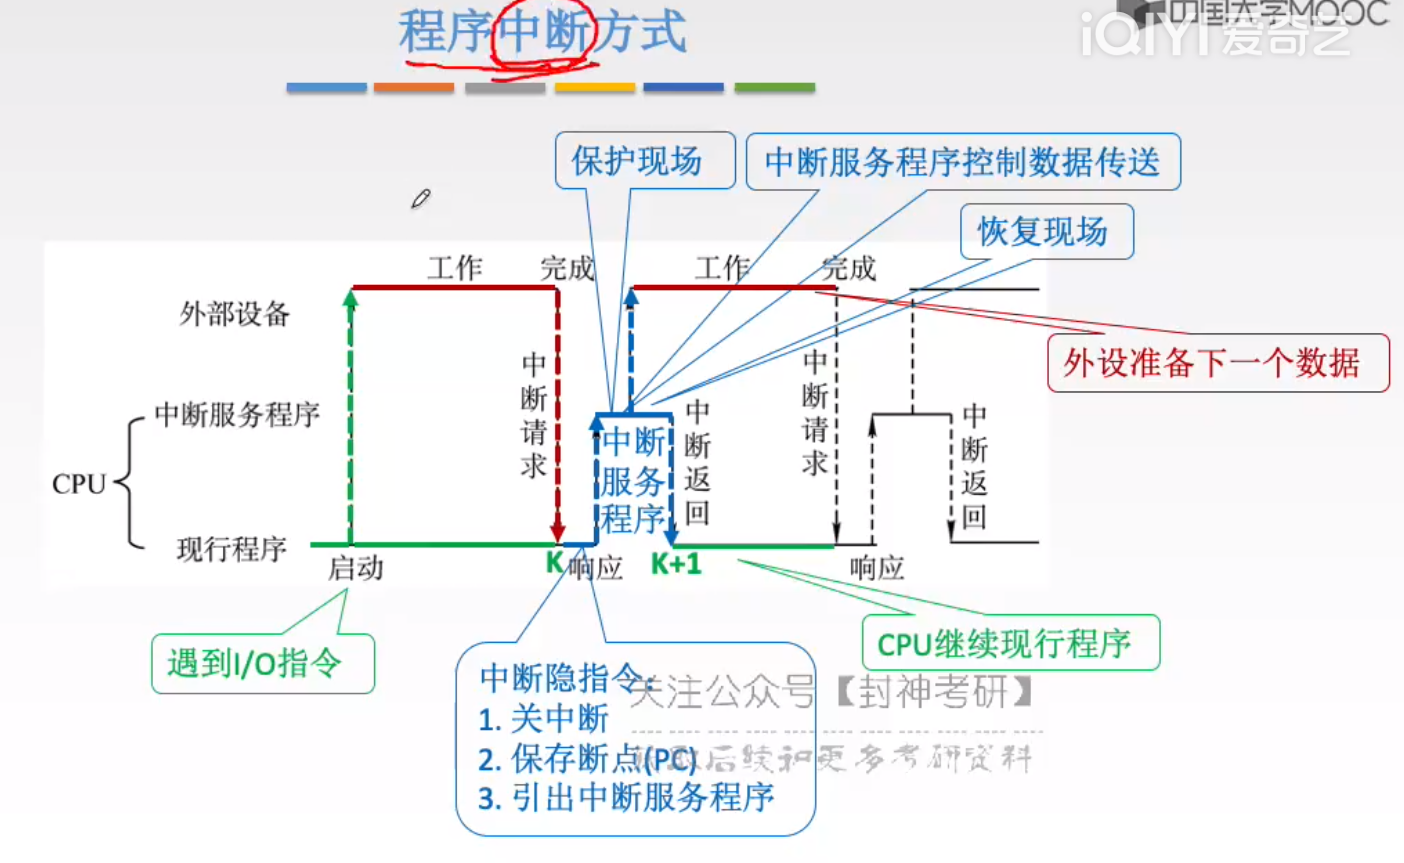 程序中断方式
中国大学MOOC
iQIYI 爱奇艺
保护现场
中断服务程序控制数据传送
恢复现场
工作
完成
工作
完成
外部设备
外设准备下一个数据
中断请求
中断请求
中断服务程序
中断服务程序
中断返回
中断返回
CPU
现行程序
启动
K
响应
K+1
响应
遇到I/O指令
CPU继续现行程序
中断隐指令:
1. 关中断
2. 保存断点(PC)
3. 引出中断服务程序
关注公众号【封神考研】
获取后续和更多考研资料